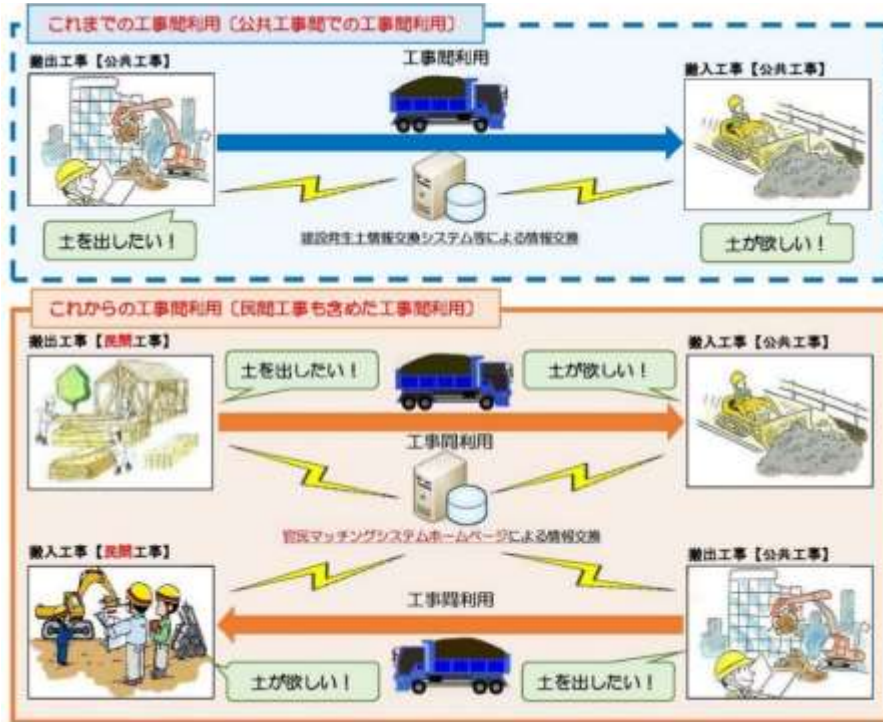 これまでの工事間利用〔公共工事間での工事間利用〕
搬出工事【公共工事】
工事間利用
搬入工事【公共工事】
土を出したい！
建設発生土情報交換システム等による情報交換
土が欲しい！
これからの工事間利用〔民間工事も含めた工事間利用〕
搬出工事【民間工事】
土を出したい！
土が欲しい！
搬入工事【公共工事】
工事間利用
官民マッチングシステムホームページによる情報交換
搬入工事【民間工事】
搬出工事【公共工事】
工事間利用
土が欲しい！
土を出したい！